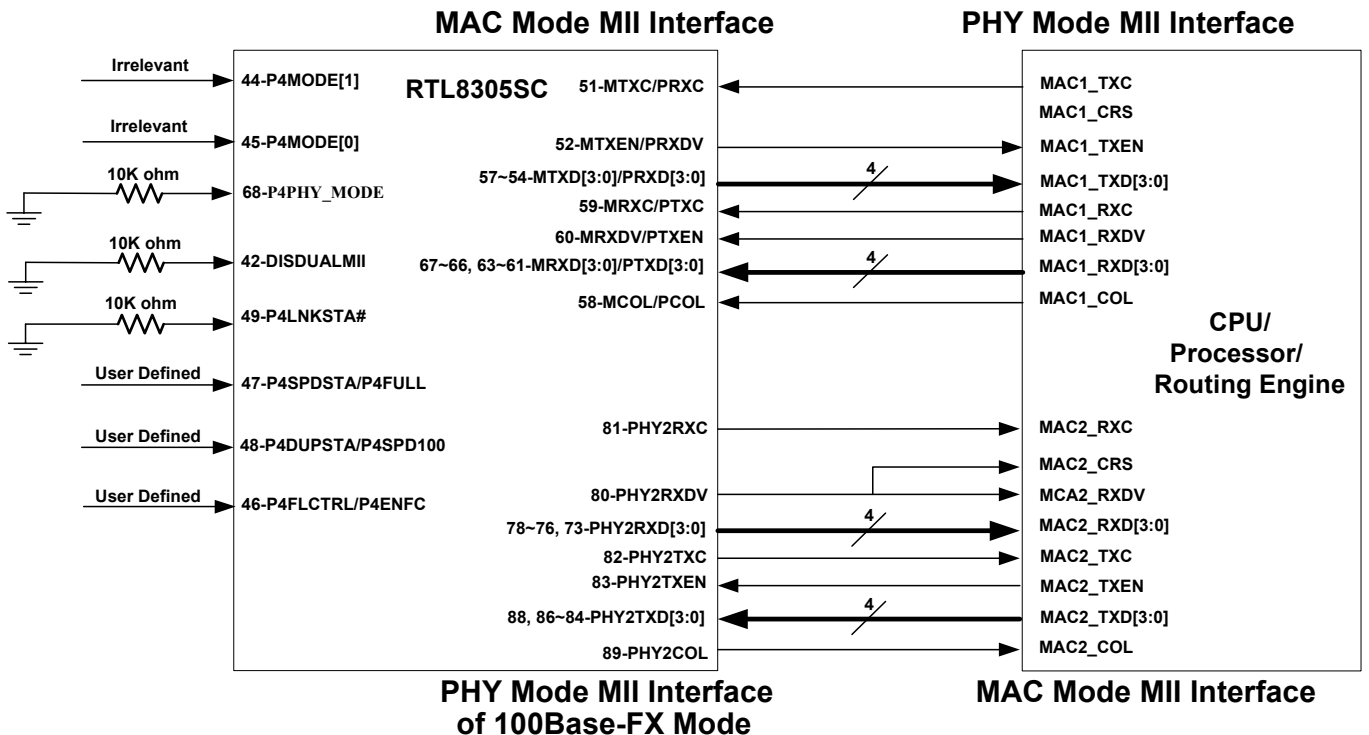 MAC Mode MII Interface
PHY Mode MII Interface
Irrelevant
44-P4MODE[1]
Irrelevant
45-P4MODE[0]
10K ohm
68-P4PHY_MODE
10K ohm
42-DISDUALMII
10K ohm
49-P4LNKSTA#
User Defined
47-P4SPDSTA/P4FULL
User Defined
48-P4DUPSTA/P4SPD100
User Defined
46-P4FLCTRL/P4ENFC
RTL8305SC
51-MTXC/PRXC
52-MTXEN/PRXDV
57~54-MTXD[3:0]/PRXD[3:0]
4
59-MRXC/PTXC
60-MRXDV/PTXEN
67~66, 63~61-MRXD[3:0]/PTXD[3:0]
4
58-MCOL/PCOL
81-PHY2RXC
80-PHY2RXDV
78~76, 73-PHY2RXD[3:0]
4
82-PHY2TXC
83-PHY2TXEN
88, 86~84-PHY2TXD[3:0]
4
89-PHY2COL
MAC1_TXC
MAC1_CRS
MAC1_TXEN
MAC1_TXD[3:0]
MAC1_RXC
MAC1_RXDV
MAC1_RXD[3:0]
MAC1_COL
CPU/
Processor/
Routing Engine
MAC2_RXC
MAC2_CRS
MCA2_RXDV
MAC2_RXD[3:0]
MAC2_TXC
MAC2_TXEN
MAC2_TXD[3:0]
MAC2_COL
PHY Mode MII Interface
of 100Base-FX Mode
MAC Mode MII Interface